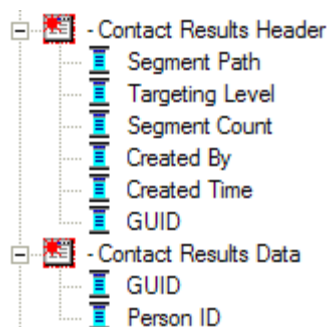 - Contact Results Header
Segment Path
Targeting Level
Segment Count
Created By
Created Time
GUID
- Contact Results Data
GUID
Person ID